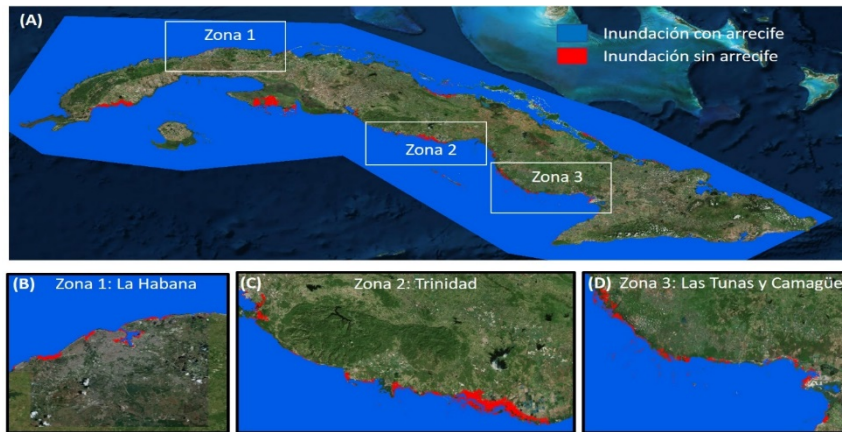 (A)
Zona 1
Inundación con arrecife
Inundación sin arrecife
Zona 2
Zona 3
(B) Zona 1: La Habana
(C) Zona 2: Trinidad
(D) Zona 3: Las Tunas y Camagüey